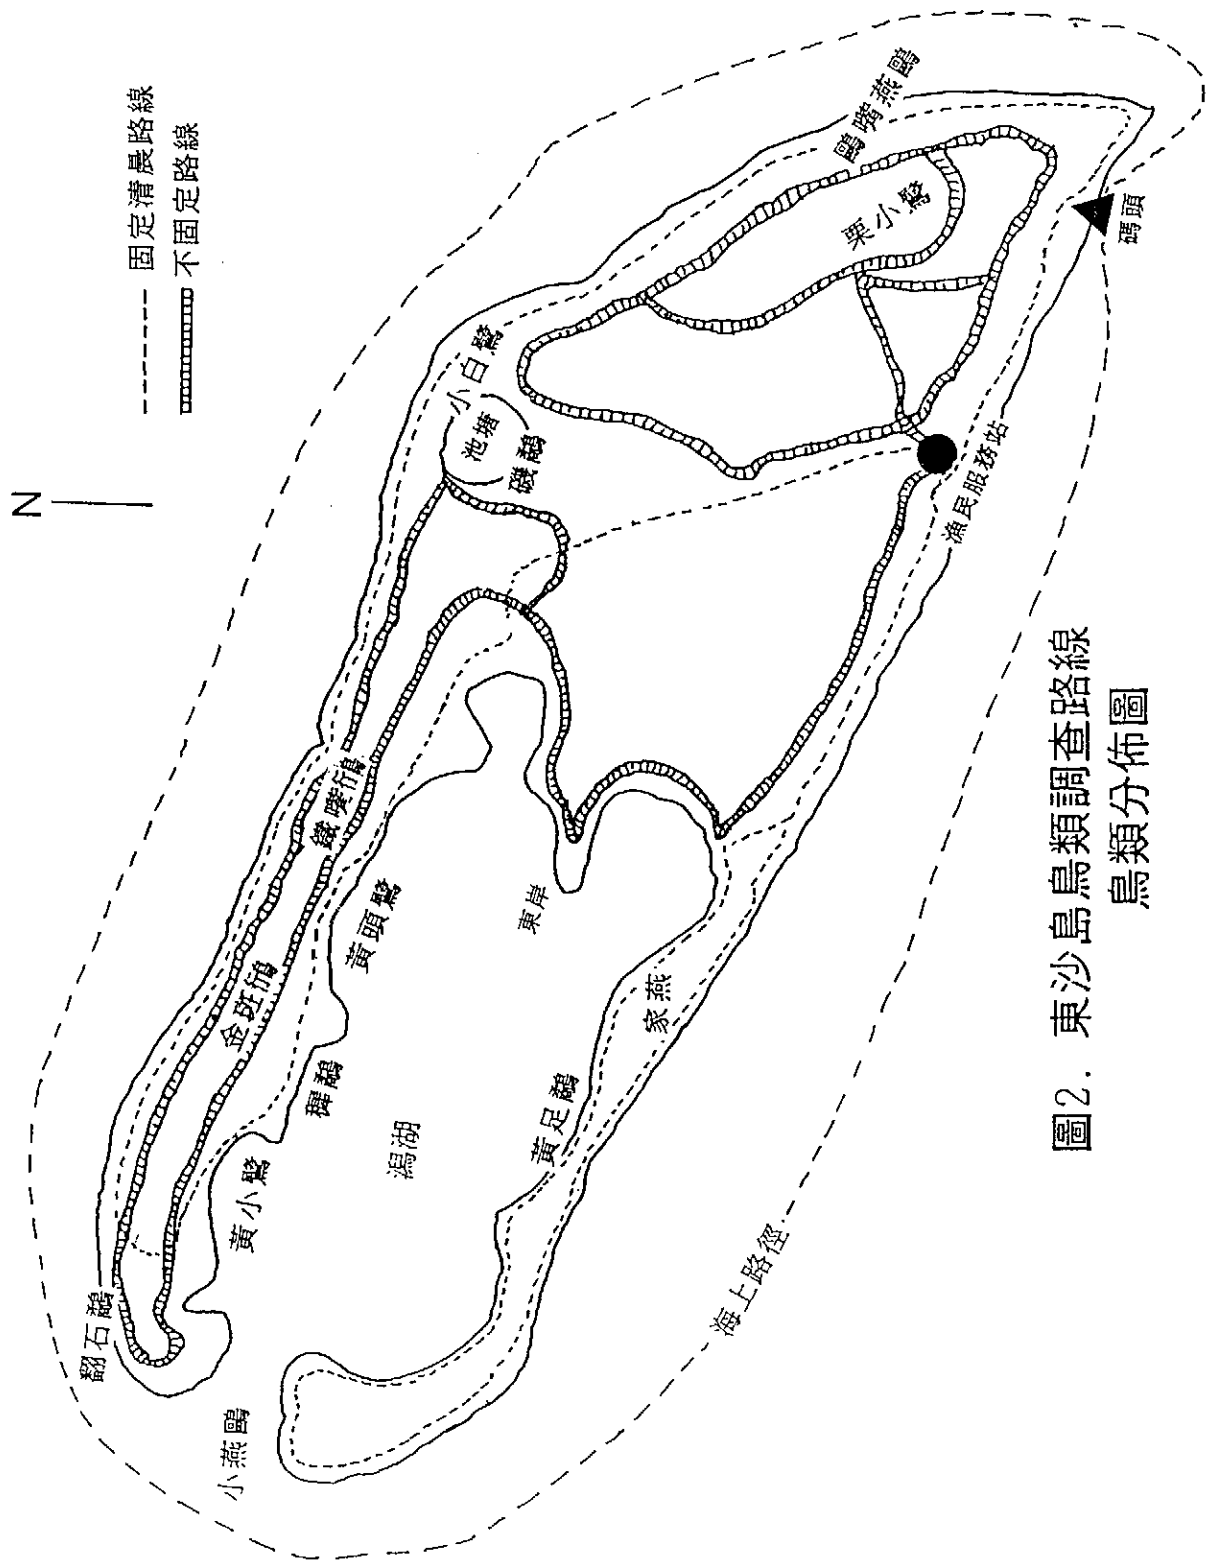 N
固定清晨路線
不固定路線
鷗嘴燕鷗
栗小鷺
碼頭
小白鷺
池塘
磯鷸
漁民服務站
鐵嘴行鳥
黃頭鷺
東岸
家燕
金斑鴴
穉鷸
黃足鷸
潟湖
黃小鷺
翻石鷸
小燕鷗
海上路徑
圖2. 東沙島鳥類調查路線
鳥類分佈圖